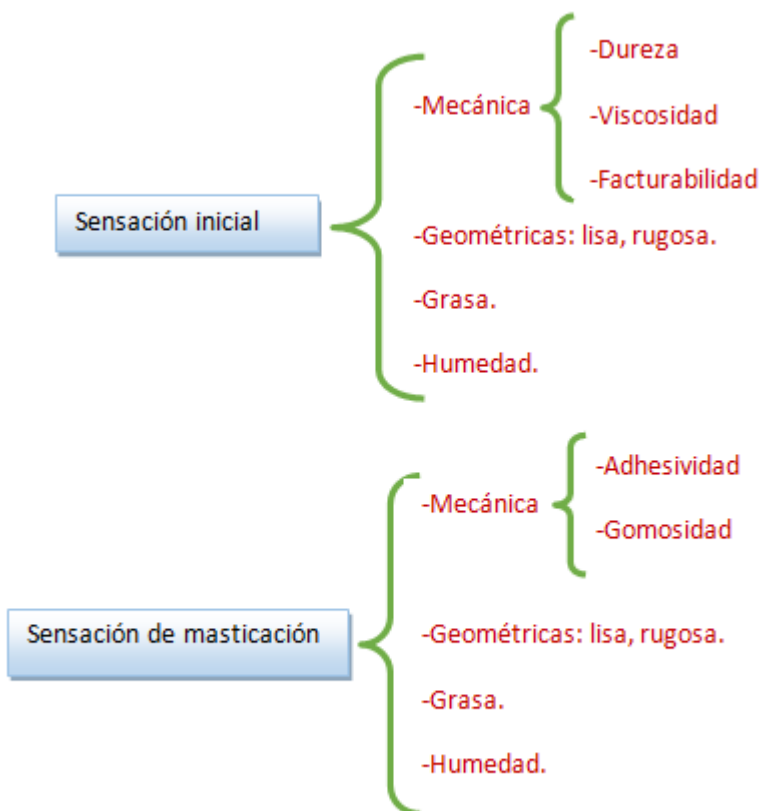 Sensación inicial
-Mecánica
-Dureza
-Viscosidad
-Facturabilidad
-Geométricas: lisa, rugosa.
-Grasa.
-Humedad.
Sensación de masticación
-Mecánica
-Adhesividad
-Gomosidad
-Geométricas: lisa, rugosa.
-Grasa.
-Humedad.